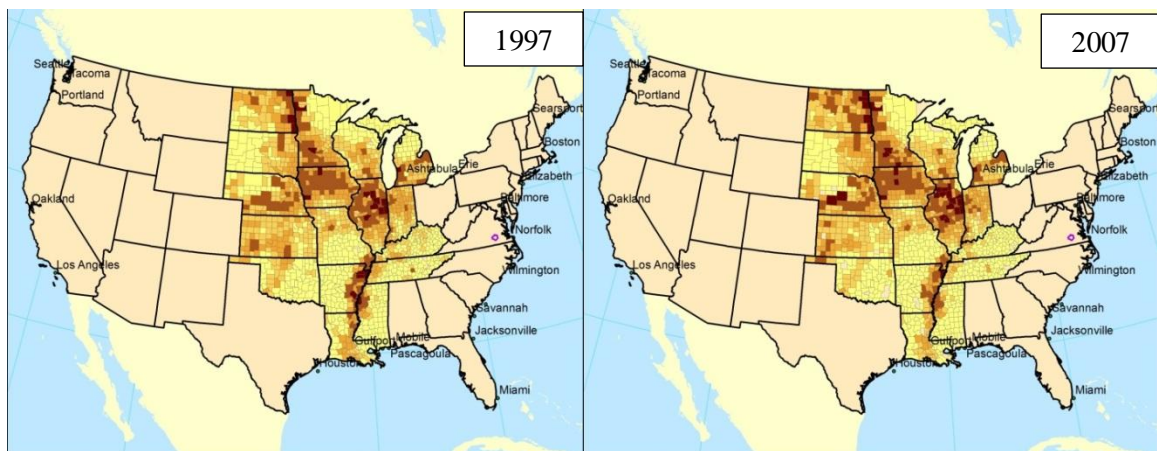 1997
Seattle
Tacoma
Portland
Searsport
Boston
Erie
Ashtabula
Elizabeth
Oakland
Baltimore
Norfolk
Los Angeles
Wilmington
Savannah
Mobile
Jacksonville
Gulfport
Pascagoula
Houston
Miami
2007
Seattle
Tacoma
Portland
Searsport
Boston
Erie
Ashtabula
Elizabeth
Oakland
Baltimore
Norfolk
Los Angeles
Wilmington
Savannah
Mobile
Jacksonville
Gulfport
Pascagoula
Houston
Miami